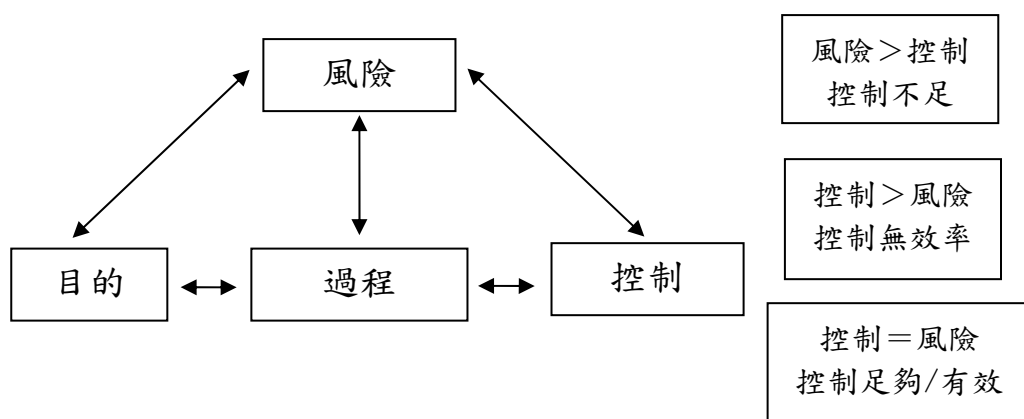 風險
目的
過程
控制
風險＞控制
控制不足
控制＞風險
控制無效率
控制＝風險
控制足夠/有效